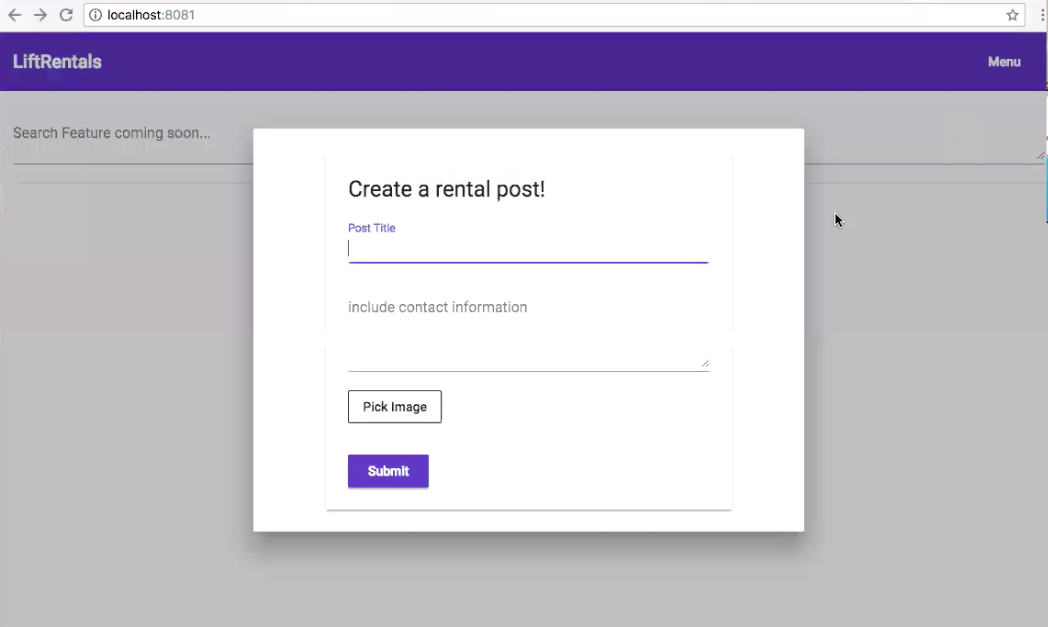 localhost:8081
LiftRentals
Menu
Search Feature coming soon...
Create a rental post!
Post Title
include contact information
Pick Image
Submit